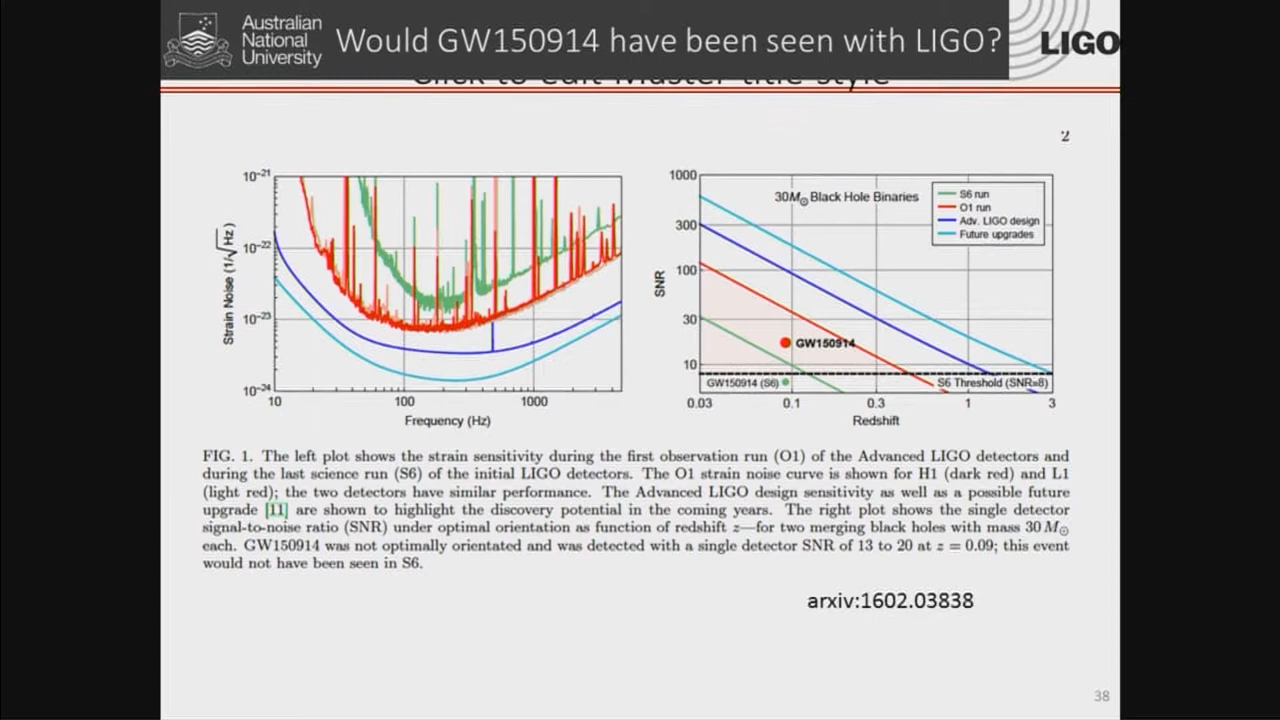 Australian
National
University
Would GW150914 have been seen with LIGO?
LIGO
Click to edit Master title style
2
10⁻²¹
10⁻²²
10⁻²³
10⁻²⁴
Strain Noise (1/√Hz)
10
100
1000
Frequency (Hz)
1000
300
100
30
10
SNR
30M⊙ Black Hole Binaries
S6 run
O1 run
Adv. LIGO design
Future upgrades
GW150914
GW150914 (S6)
S6 Threshold (SNR=8)
0.03
0.1
0.3
1
3
Redshift
FIG. 1. The left plot shows the strain sensitivity during the first observation run (O1) of the Advanced LIGO detectors and
during the last science run (S6) of the initial LIGO detectors. The O1 strain noise curve is shown for H1 (dark red) and L1
(light red); the two detectors have similar performance. The Advanced LIGO design sensitivity as well as a possible future
upgrade [11] are shown to highlight the discovery potential in the coming years. The right plot shows the single detector
signal-to-noise ratio (SNR) under optimal orientation as function of redshift z—for two merging black holes with mass 30 M⊙
each. GW150914 was not optimally orientated and was detected with a single detector SNR of 13 to 20 at z = 0.09; this event
would not have been seen in S6.
arxiv:1602.03838
38